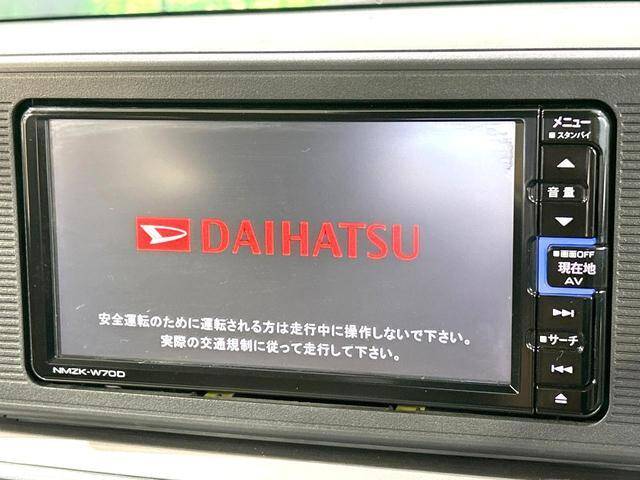 DAIHATSU
安全運転のために運転される方は走行中に操作しないで下さい。
実際の交通規制に従って走行して下さい。
NMZK-W70D
メニュー
■スタンバイ
▲
音量
▼
■画面OFF
現在地
AV
▶▶|
■サーチ
|◀◀
⏏